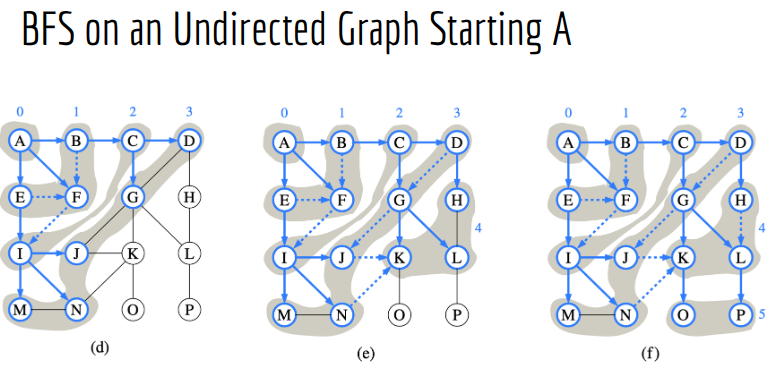 BFS on an Undirected Graph Starting A
0 1 2 3 0 1 2 3 0 1 2 3
A B C D A B C D A B C D
E F G H E F G H E F G H
4 4
I J K L I J K L I J K L
M N O P M N O P M N O P 5
(d) (e) (f)